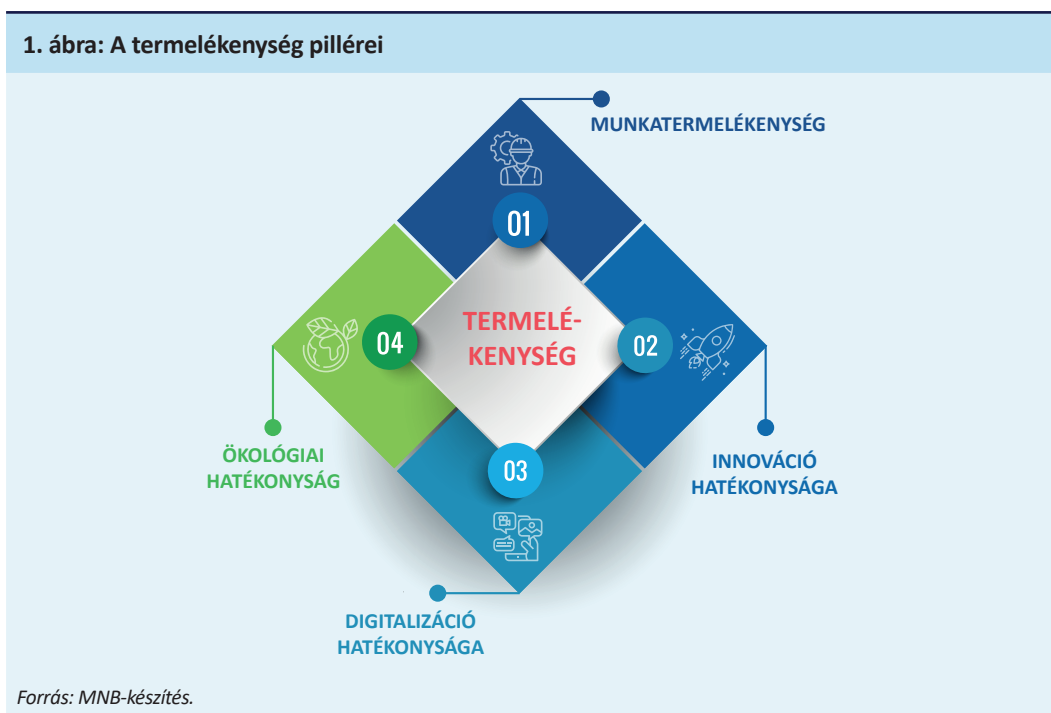 1. ábra: A termelékenység pillérei
MUNKATERMELÉKENYSÉG
01
TERMELÉ-
KENYSÉG
04
02
ÖKOLÓGIAI
HATÉKONYSÁG
03
INNOVÁCIÓ
HATÉKONYSÁGA
DIGITALIZÁCIÓ
HATÉKONYSÁGA
Forrás: MNB-készítés.